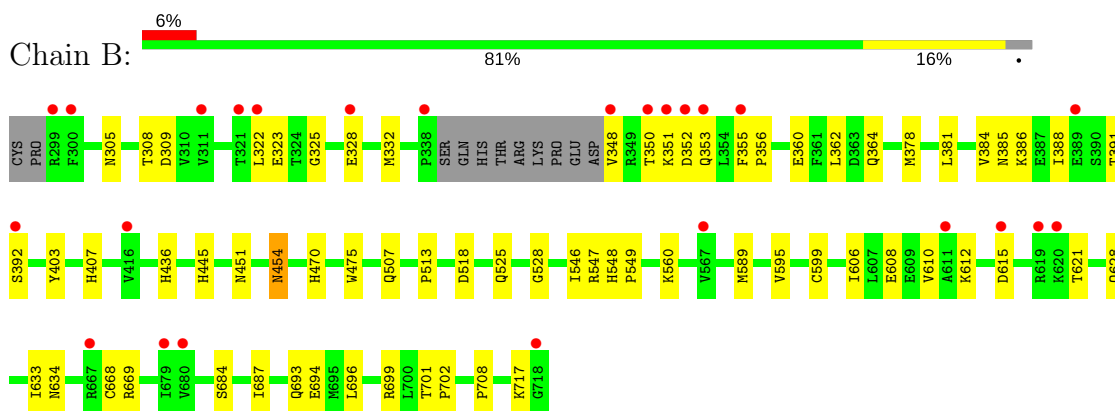 6%
Chain B:
81% 16% •
CYS PRO R299 F300 N305 T308 D309 V310 V311 T321 L322 E323 T324 G325 E328 M332 P338 SER GLN HIS THR ARG LYS PRO GLU ASP V348 R349 T350 K351 D352 Q353 L354 F355 P356 E360 F361 L362 D363 Q364 M378 L381 V384 N385 K386 E387 I388 E389 S390 T391
S392 Y403 H407 V416 H436 H445 N451 N454 H470 W475 Q507 P513 D518 Q525 G528 I546 R547 H548 P549 K560 V567 M589 V595 C599 I606 L607 E608 E609 V610 A611 K612 D615 R619 K620 T621
I633 N634 R667 C668 R669 I679 V680 S684 I687 Q693 E694 M695 L696 R699 L700 T701 P702 P708 K717 G718